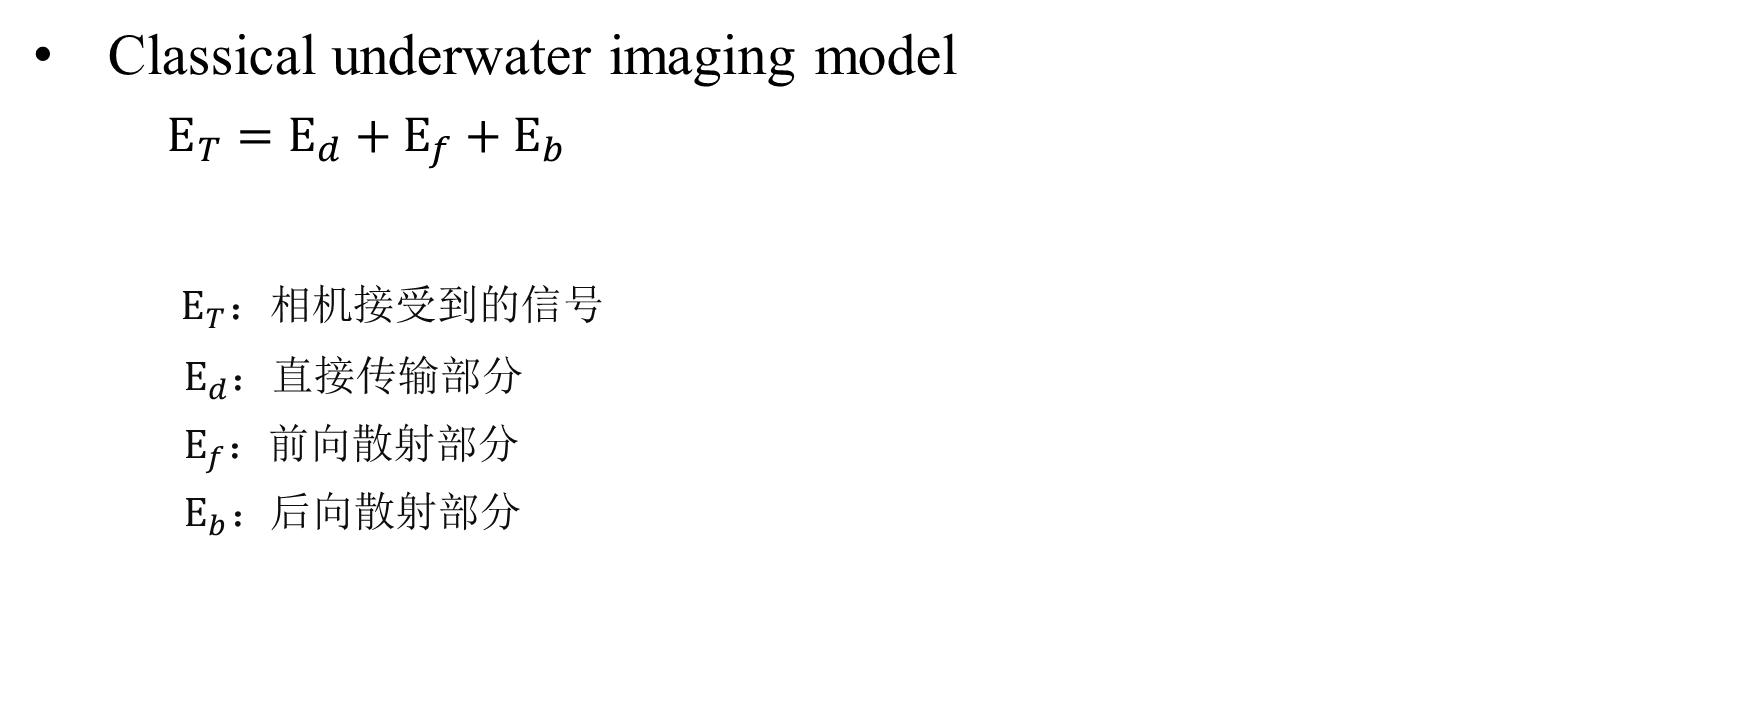 • Classical underwater imaging model
E_T = E_d + E_f + E_b
E_T：相机接受到的信号
E_d：直接传输部分
E_f：前向散射部分
E_b：后向散射部分